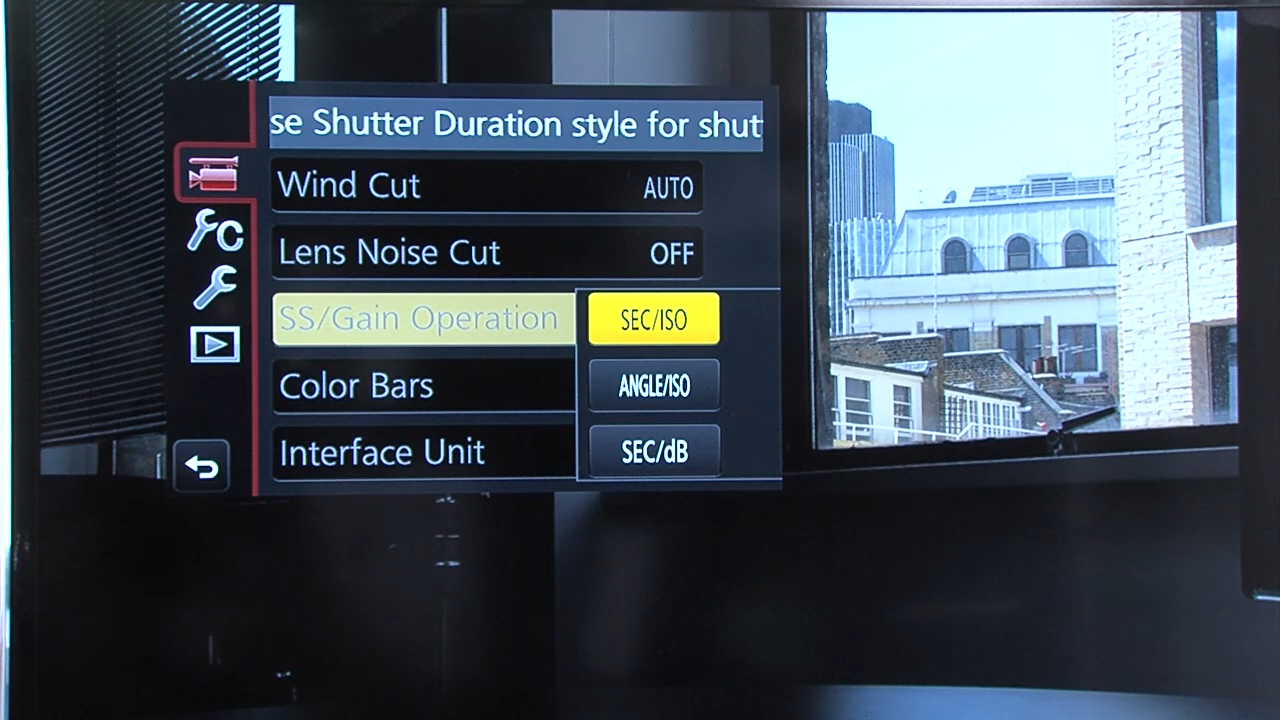 se Shutter Duration style for shut
Wind Cut AUTO
Lens Noise Cut OFF
SS/Gain Operation SEC/ISO
Color Bars ANGLE/ISO
Interface Unit SEC/dB
C